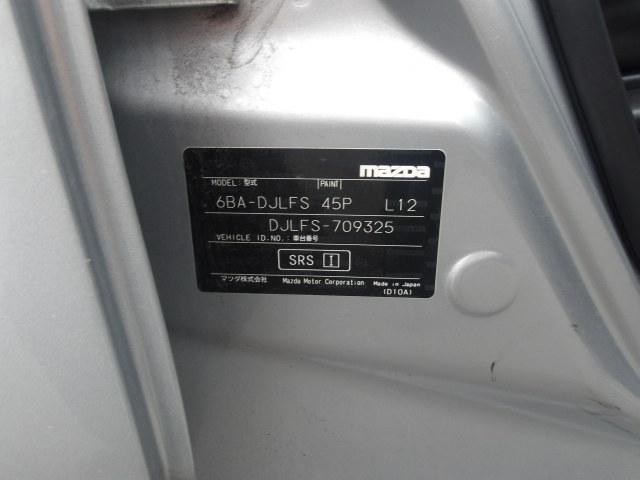 mazda
MODEL: 型式 PAINT
6BA-DJLFS 45P L12
DJLFS-709325
VEHICLE ID.NO.: 車台番号
SRS I
マツダ株式会社 Mazda Motor Corporation Made in Japan
(D10A)